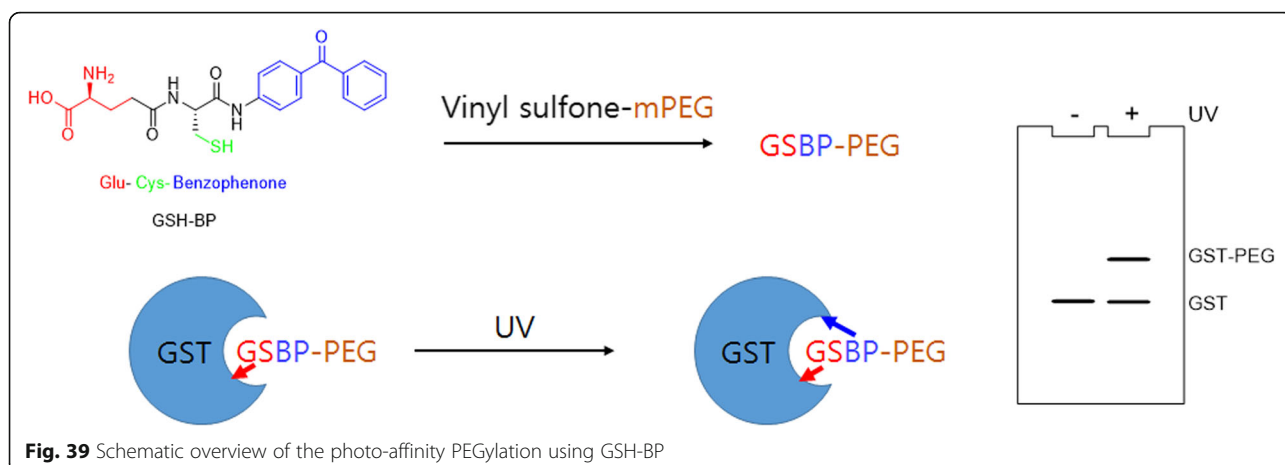 NH2
HO
O
O
H
N
O
N
H
O
SH
Glu- Cys- Benzophenone
GSH-BP
Vinyl sulfone-mPEG
GSBP-PEG
- + UV
GST-PEG
GST
GST GSBP-PEG
UV
GST GSBP-PEG
Fig. 39 Schematic overview of the photo-affinity PEGylation using GSH-BP